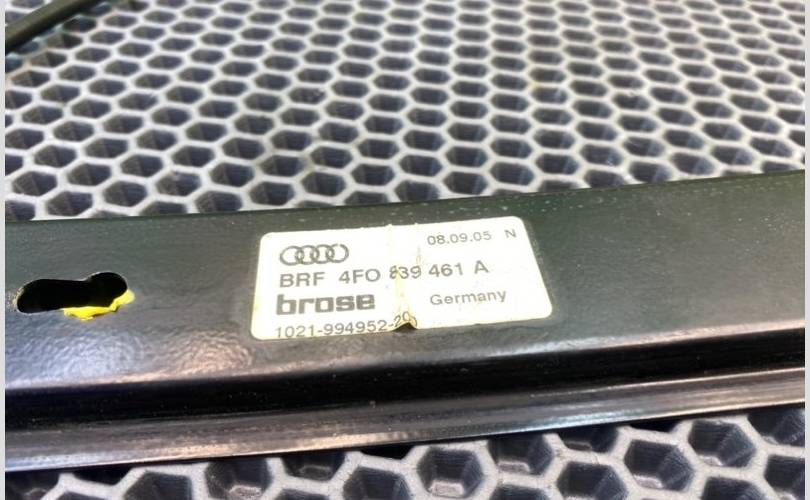 08.09.05 N
BRF 4F0 839 461 A
brose Germany
1021-994952-20